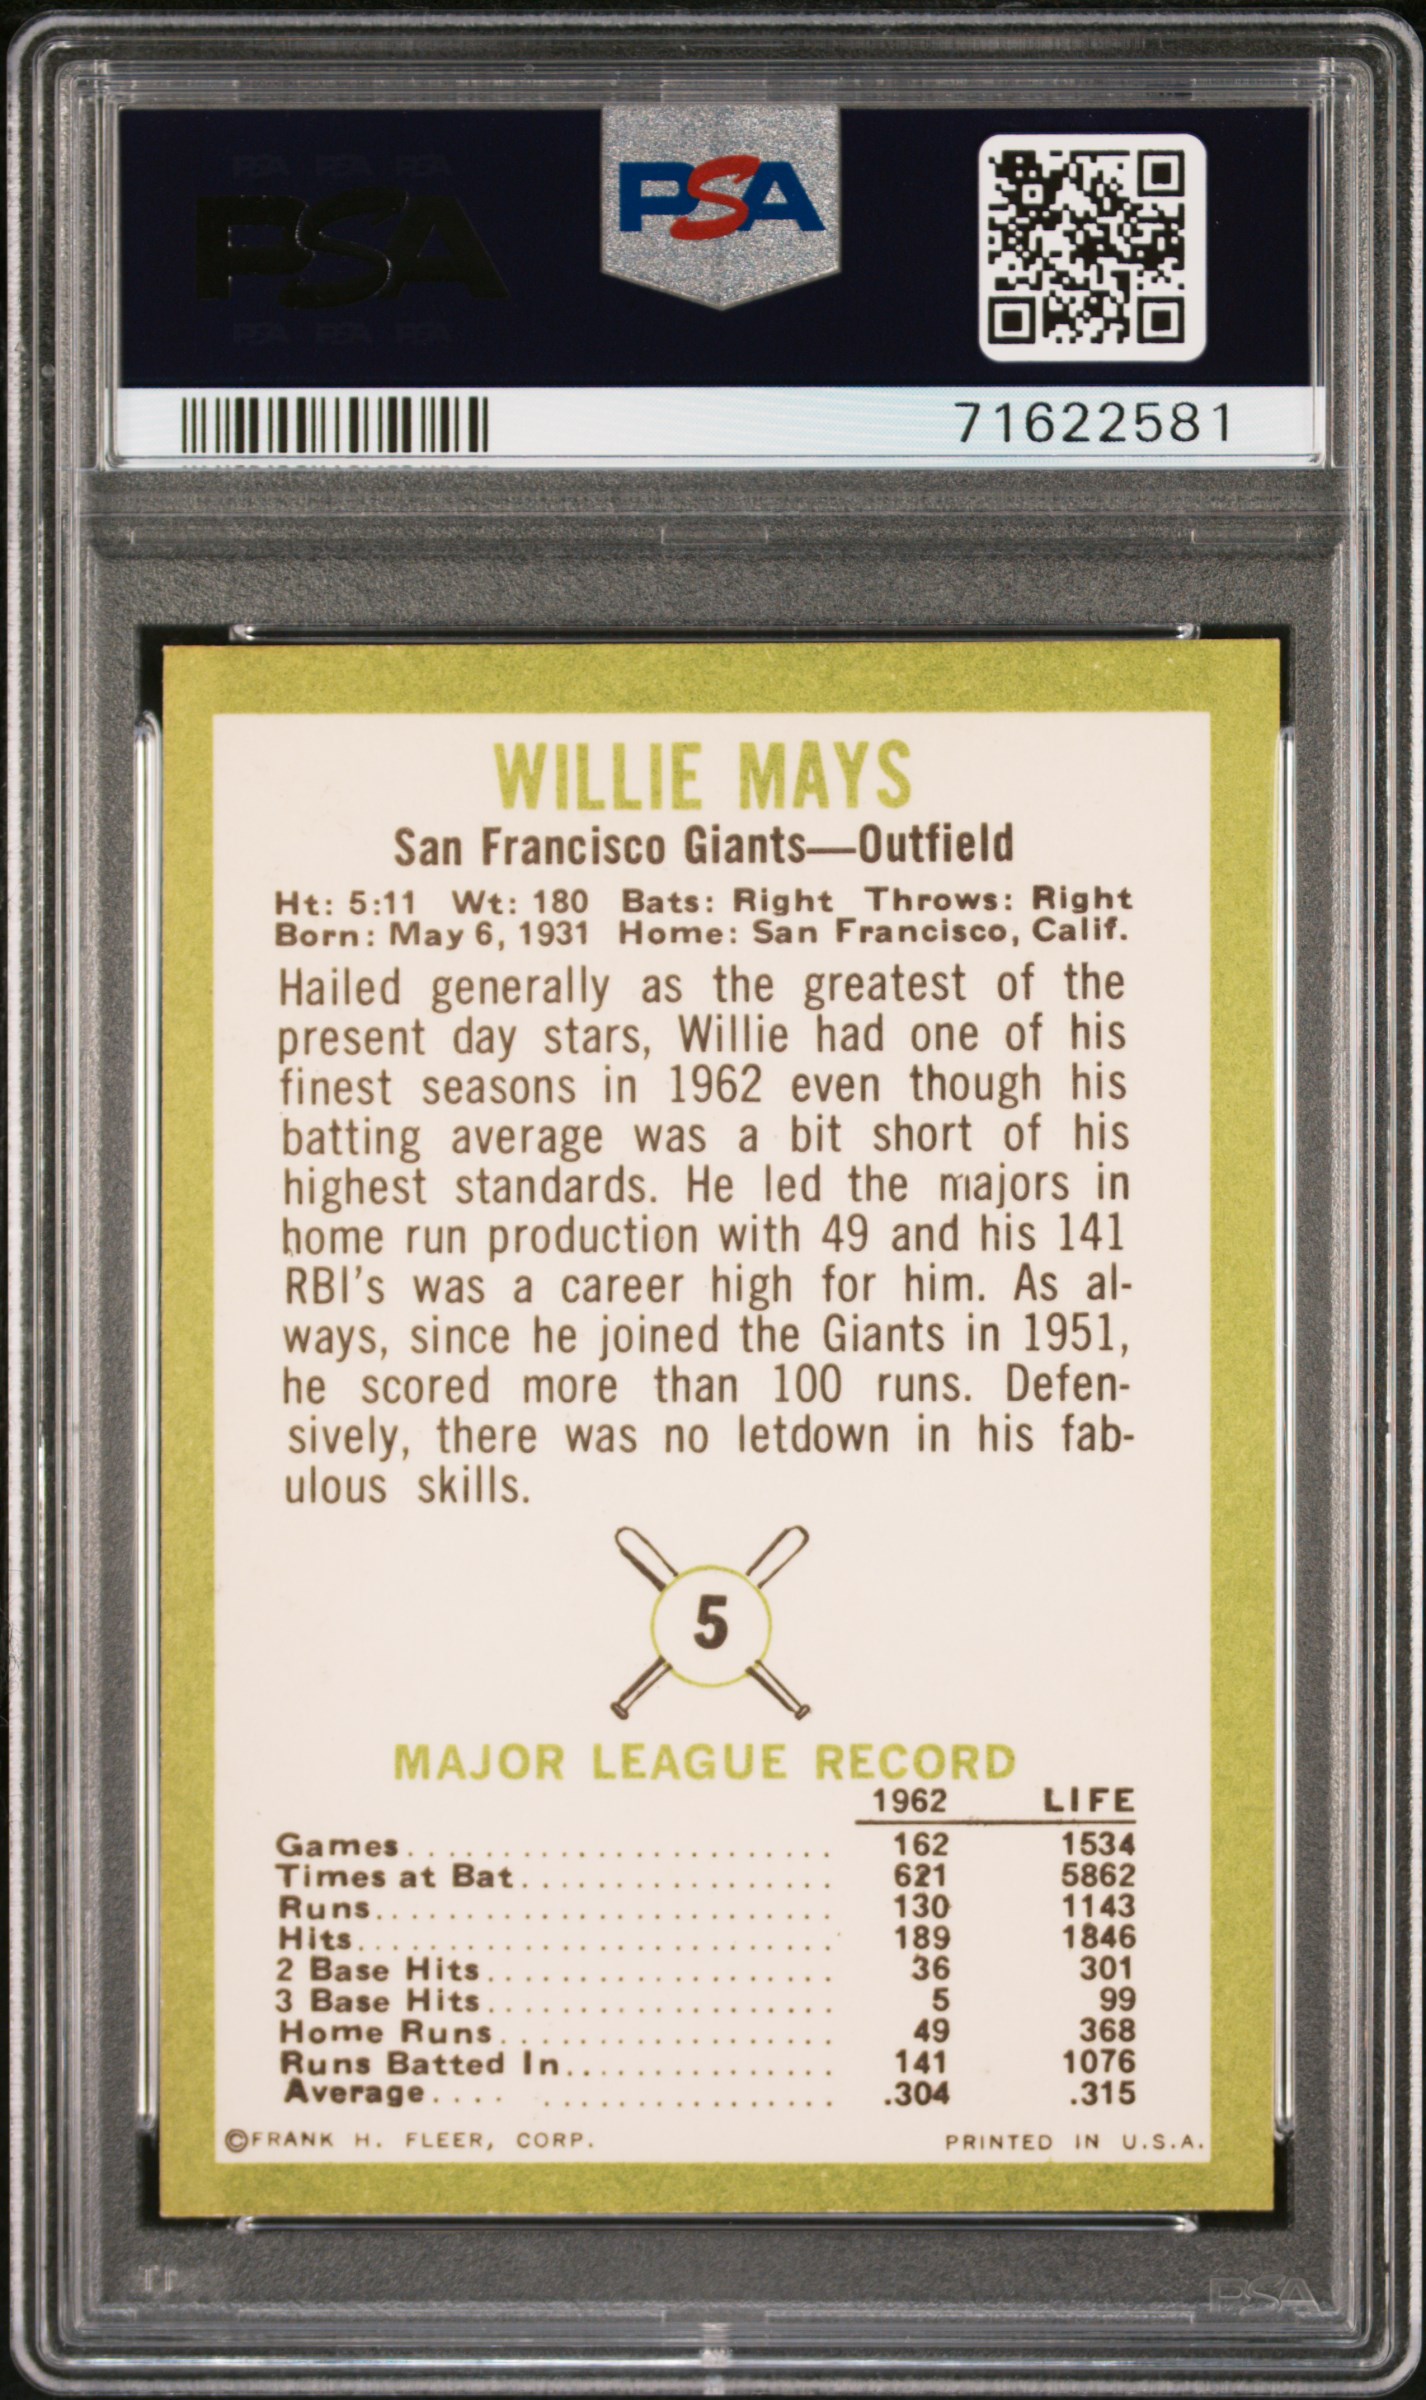 PSA PSA PSA
PSA
PSA PSA PSA
PSA
71622581
WILLIE MAYS
San Francisco Giants—Outfield
Ht: 5:11 Wt: 180 Bats: Right Throws: Right
Born: May 6, 1931 Home: San Francisco, Calif.
Hailed generally as the greatest of the
present day stars, Willie had one of his
finest seasons in 1962 even though his
batting average was a bit short of his
highest standards. He led the majors in
home run production with 49 and his 141
RBI's was a career high for him. As al-
ways, since he joined the Giants in 1951,
he scored more than 100 runs. Defen-
sively, there was no letdown in his fab-
ulous skills.
5
MAJOR LEAGUE RECORD
1962 LIFE
Games........................ 162 1534
Times at Bat.................. 621 5862
Runs.......................... 130 1143
Hits.......................... 189 1846
2 Base Hits.................... 36 301
3 Base Hits.................... 5 99
Home Runs................... 49 368
Runs Batted In............... 141 1076
Average.... ................ .304 .315
©FRANK H. FLEER, CORP. PRINTED IN U.S.A.
PSA